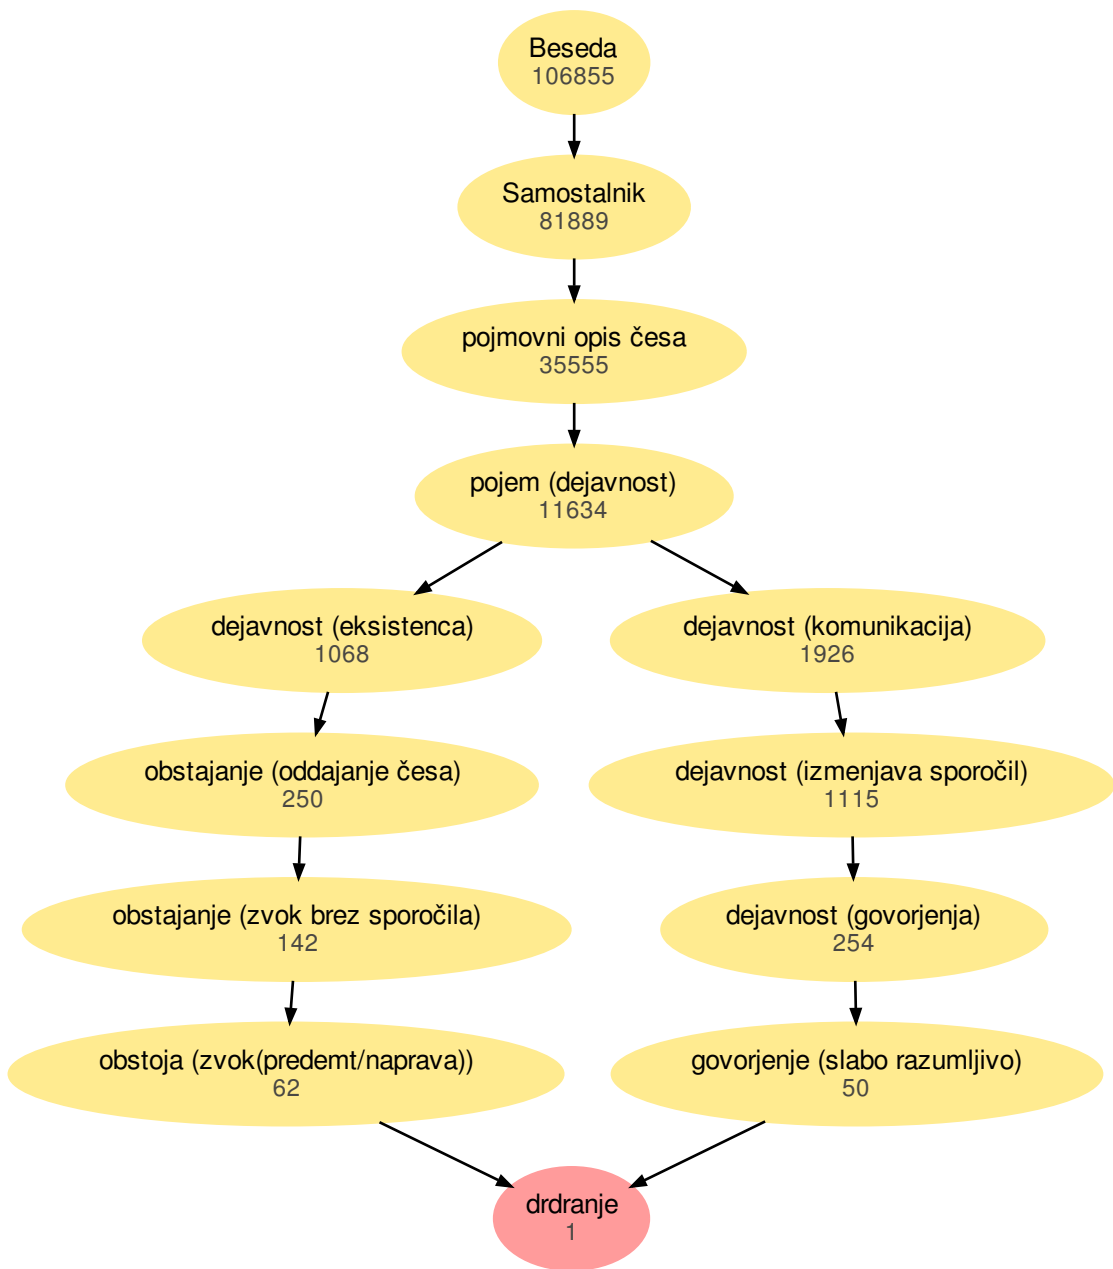 Beseda
106855
Samostalnik
81889
pojmovni opis česa
35555
pojem (dejavnost)
11634
dejavnost (eksistenca)
1068
dejavnost (komunikacija)
1926
obstajanje (oddajanje česa)
250
dejavnost (izmenjava sporočil)
1115
obstajanje (zvok brez sporočila)
142
dejavnost (govorjenja)
254
obstoja (zvok(predemt/naprava))
62
govorjenje (slabo razumljivo)
50
drdranje
1